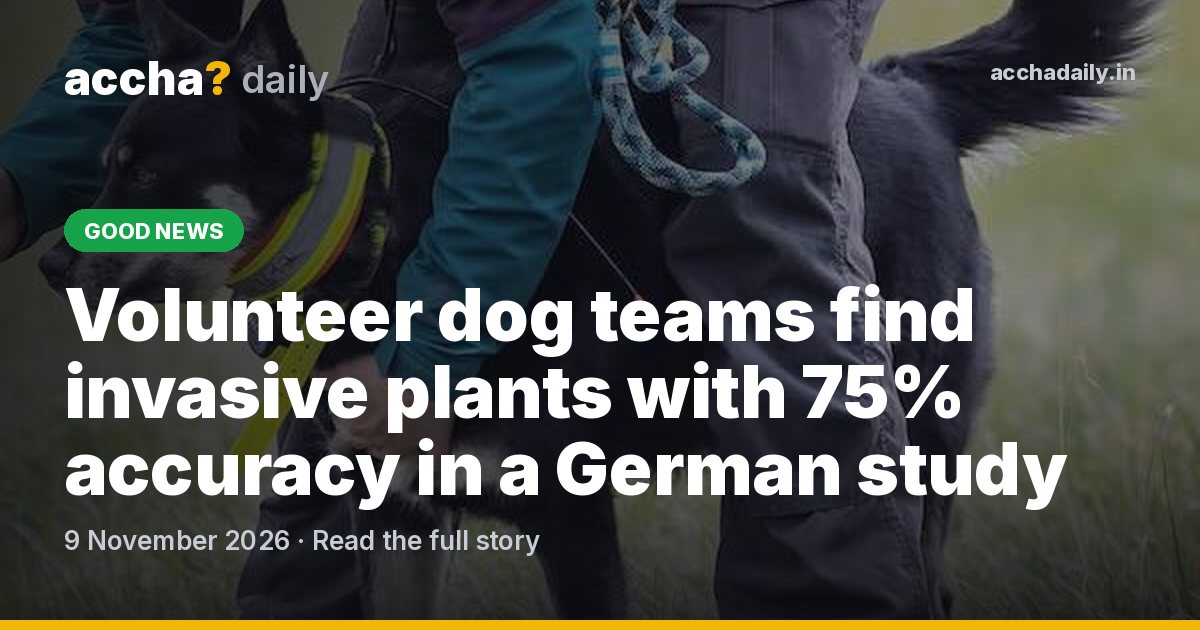 accha? daily
acchadaily.in
GOOD NEWS
Volunteer dog teams find
invasive plants with 75%
accuracy in a German study
9 November 2026 · Read the full story